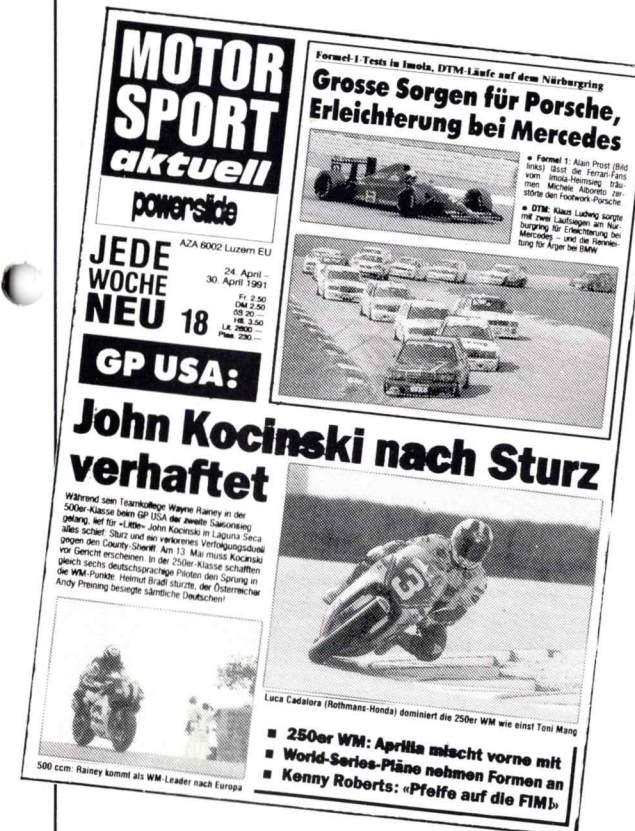 MOTOR
SPORT
aktuell
powerslide
JEDE
WOCHE
NEU 18
AZA 6002 Luzern EU
24. April –
30. April 1991
Fr. 2.50
DM 2.50
öS 20.—
Hfl. 3.50
Lit. 2800.—
Ptas. 230.—
Formel-1-Tests in Imola, DTM-Läufe auf dem Nürburgring
Grosse Sorgen für Porsche,
Erleichterung bei Mercedes
● Formel 1: Alain Prost (Bild
links) lässt die Ferrari-Fans
vom Imola-Heimsieg träu-
men. Michele Alboreto zer-
störte den Footwork-Porsche.
● DTM: Klaus Ludwig sorgte
mit zwei Laufsiegen am Nür-
burgring für Erleichterung bei
Mercedes – und die Rennlei-
tung für Ärger bei BMW
GP USA:
John Kocinski nach Sturz
verhaftet
Während sein Teamkollege Wayne Rainey in der
500er-Klasse beim GP USA der zweite Saisonsieg
gelang, lief für «Little» John Kocinski in Laguna Seca
alles schief: Sturz und ein verlorenes Verfolgungsduell
gegen den County-Sheriff. Am 13. Mai muss Kocinski
vor Gericht erscheinen. In der 250er-Klasse schafften
gleich sechs deutschsprachige Piloten den Sprung in
die WM-Punkte: Helmut Bradl stürzte, der Österreicher
Andy Preining besiegte sämtliche Deutschen!
3
Luca Cadalora (Rothmans-Honda) dominiert die 250er WM wie einst Toni Mang
500 ccm: Rainey kommt als WM-Leader nach Europa
■ 250er WM: Aprilia mischt vorne mit
■ World-Series-Pläne nehmen Formen an
■ Kenny Roberts: «Pfeife auf die FIM!»